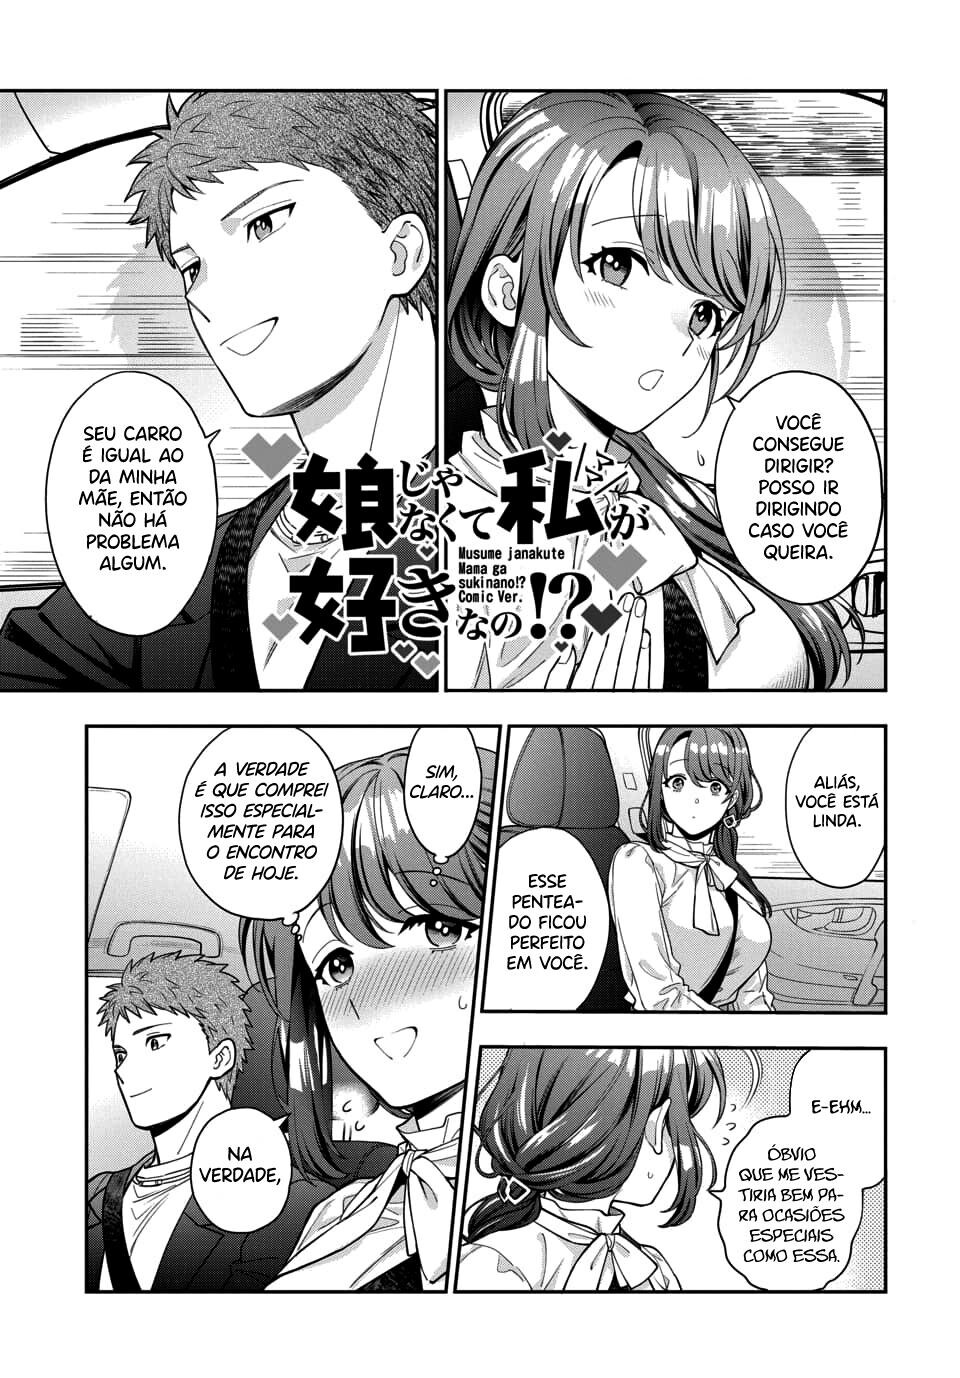 VOCÊ
CONSEGUE
DIRIGIR?
POSSO IR
DIRIGINDO
CASO VOCÊ
QUEIRA.
SEU CARRO
É IGUAL AO
DA MINHA
MÃE, ENTÃO
NÃO HÁ
PROBLEMA
ALGUM.
娘じゃなくて私が
ママ
好きなの!?
Musume janakute
Mama ga
sukinano!?
Comic Ver.
ALIÁS,
VOCÊ ESTÁ
LINDA.
ESSE
PENTEA-
DO FICOU
PERFEITO
EM VOCÊ.
E-EHM...
ÓBVIO
QUE ME VES-
TIRIA BEM PA-
RA OCASIÕES
ESPECIAIS
COMO ESSA.
SIM,
CLARO...
A VERDADE
É QUE COMPREI
ISSO ESPECIAL-
MENTE PARA
O ENCONTRO
DE HOJE.
NA
VERDADE,